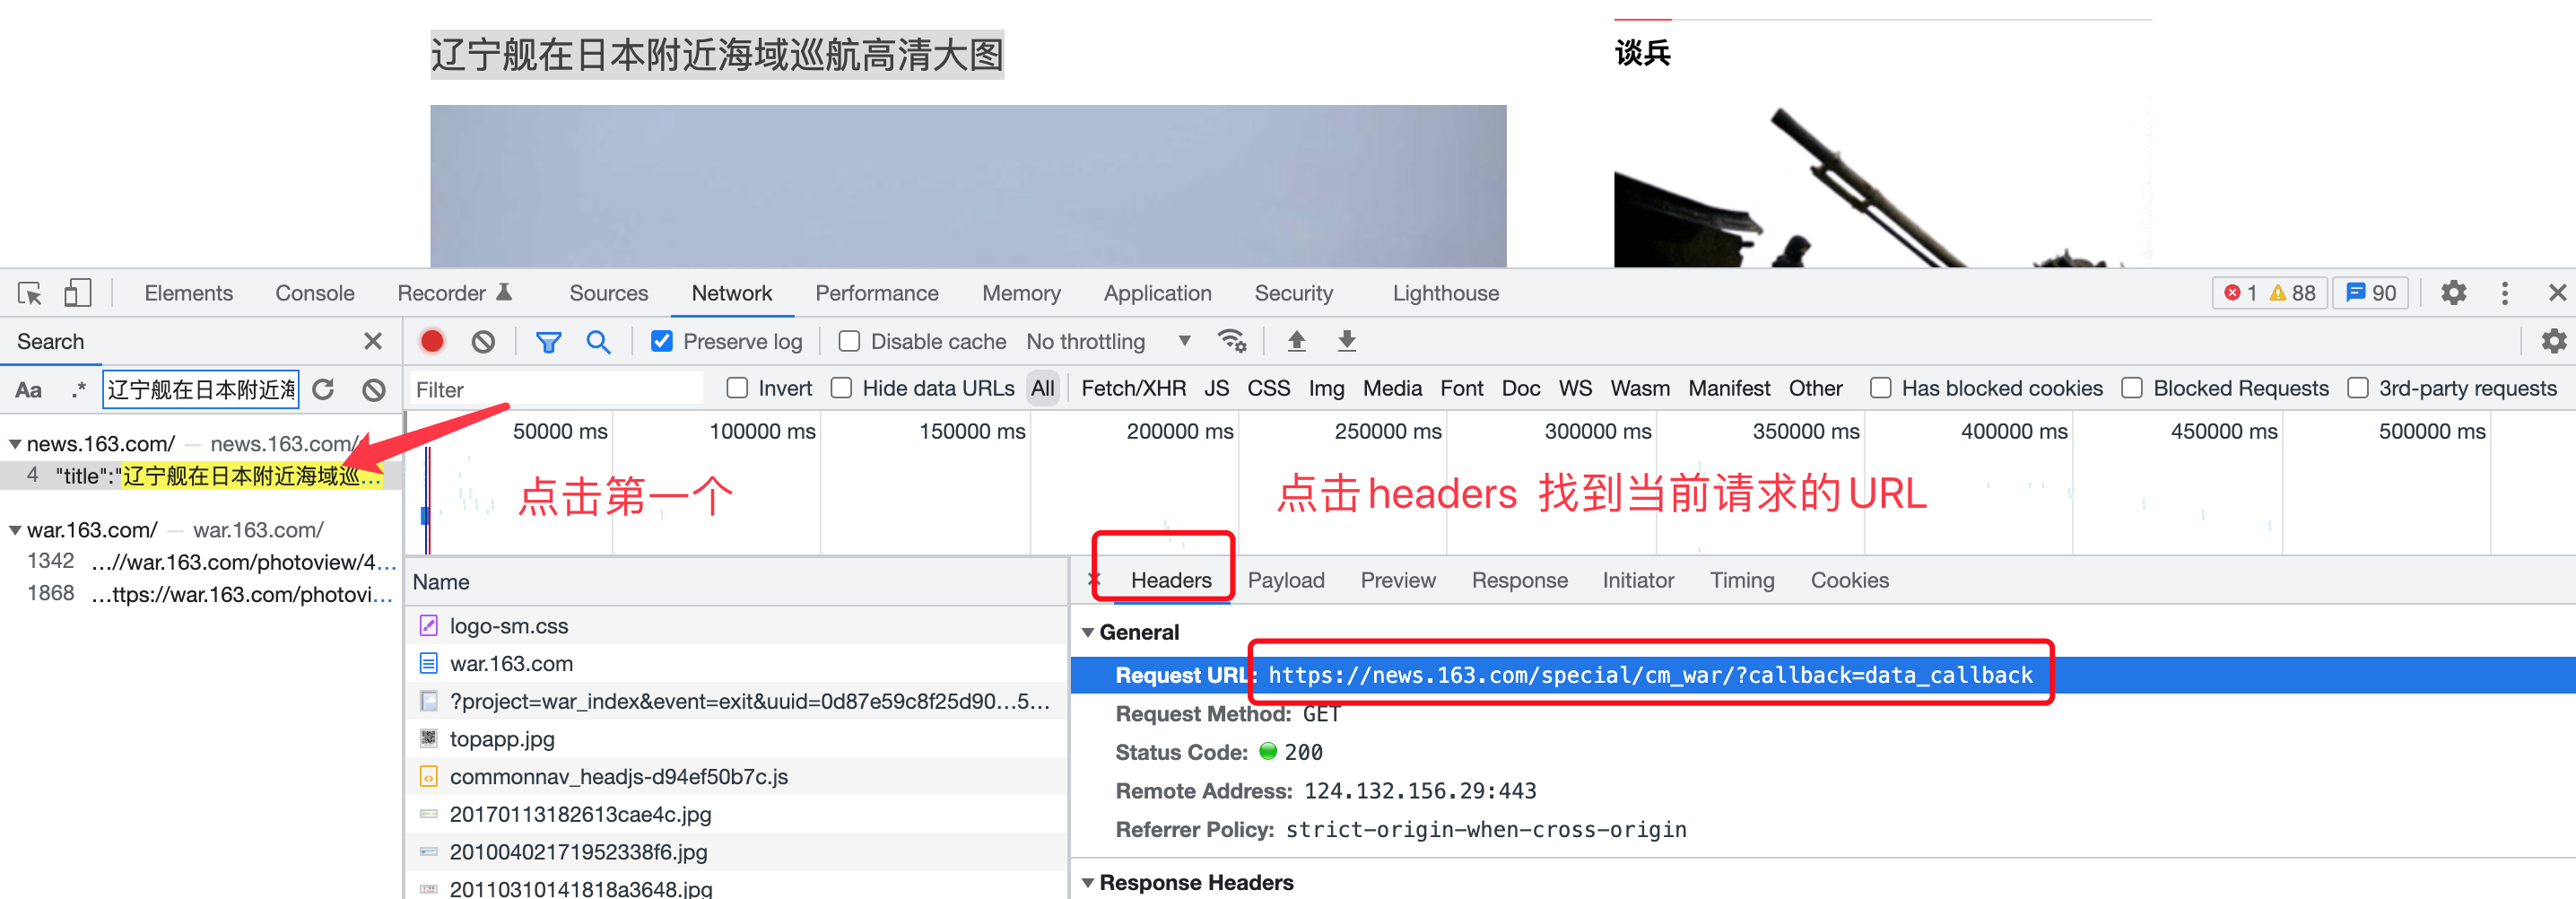 辽宁舰在日本附近海域巡航高清大图
谈兵
Elements Console Recorder Sources Network Performance Memory Application Security Lighthouse 1 88 90
Search
Preserve log Disable cache No throttling
Aa .* 辽宁舰在日本附近海
Filter Invert Hide data URLs All Fetch/XHR JS CSS Img Media Font Doc WS Wasm Manifest Other Has blocked cookies Blocked Requests 3rd-party requests
50000 ms 100000 ms 150000 ms 200000 ms 250000 ms 300000 ms 350000 ms 400000 ms 450000 ms 500000 ms
news.163.com/ — news.163.com/
4 "title":"辽宁舰在日本附近海域巡…
点击第一个
点击headers 找到当前请求的URL
war.163.com/ — war.163.com/
1342 …//war.163.com/photoview/4…
1868 …ttps://war.163.com/photovi…
Name
logo-sm.css
war.163.com
?project=war_index&event=exit&uuid=0d87e59c8f25d90…5…
topapp.jpg
commonnav_headjs-d94ef50b7c.js
20170113182613cae4c.jpg
20100402171952338f6.jpg
20110310141818a3648.jpg
Headers Payload Preview Response Initiator Timing Cookies
General
Request URL: https://news.163.com/special/cm_war/?callback=data_callback
Request Method: GET
Status Code: 200
Remote Address: 124.132.156.29:443
Referrer Policy: strict-origin-when-cross-origin
Response Headers